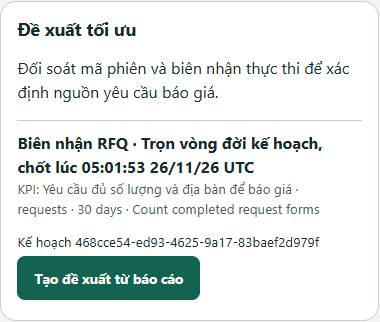 Đề xuất tối ưu
Đối soát mã phiên và biên nhận thực thi để xác
định nguồn yêu cầu báo giá.
Biên nhận RFQ · Trọn vòng đời kế hoạch,
chốt lúc 05:01:53 26/11/26 UTC
KPI: Yêu cầu đủ số lượng và địa bàn để báo giá ·
requests · 30 days · Count completed request forms
Kế hoạch 468cce54-ed93-4625-9a17-83baef2d979f
Tạo đề xuất từ báo cáo